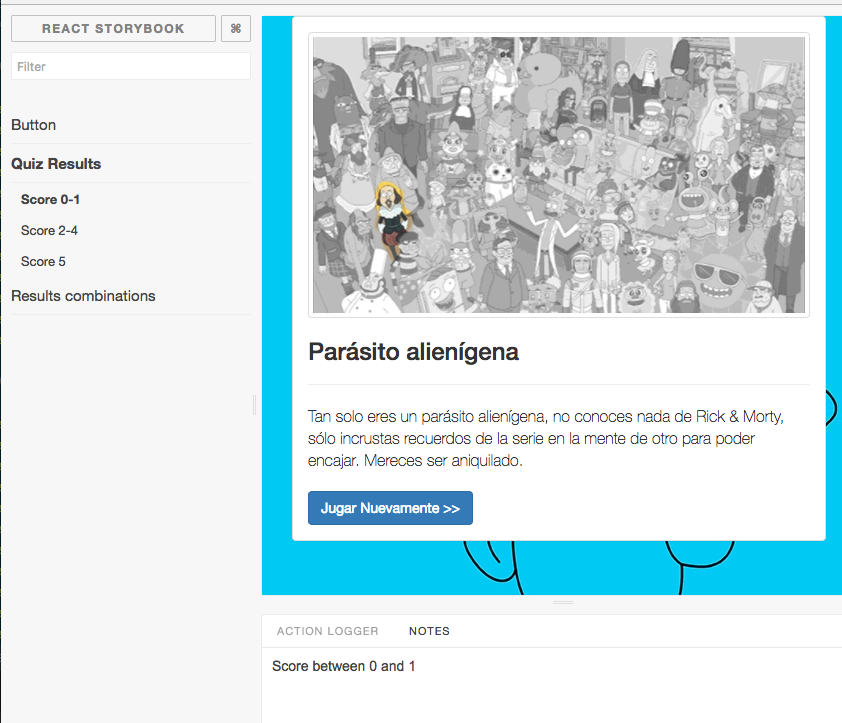 REACT STORYBOOK
⌘
Filter
Button
Quiz Results
Score 0-1
Score 2-4
Score 5
Results combinations
Parásito alienígena
Tan solo eres un parásito alienígena, no conoces nada de Rick & Morty,
sólo incrustas recuerdos de la serie en la mente de otro para poder
encajar. Mereces ser aniquilado.
Jugar Nuevamente >>
ACTION LOGGER
NOTES
Score between 0 and 1